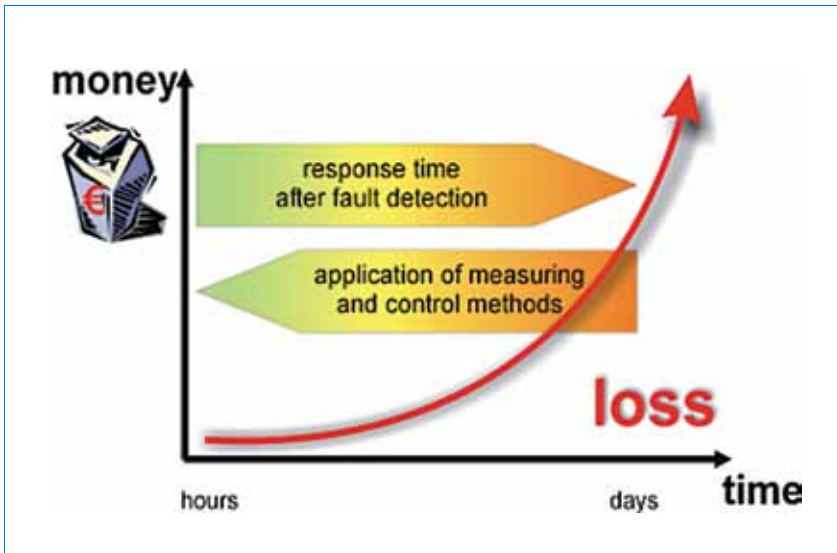 money
€
response time
after fault detection
application of measuring
and control methods
loss
hours
days
time